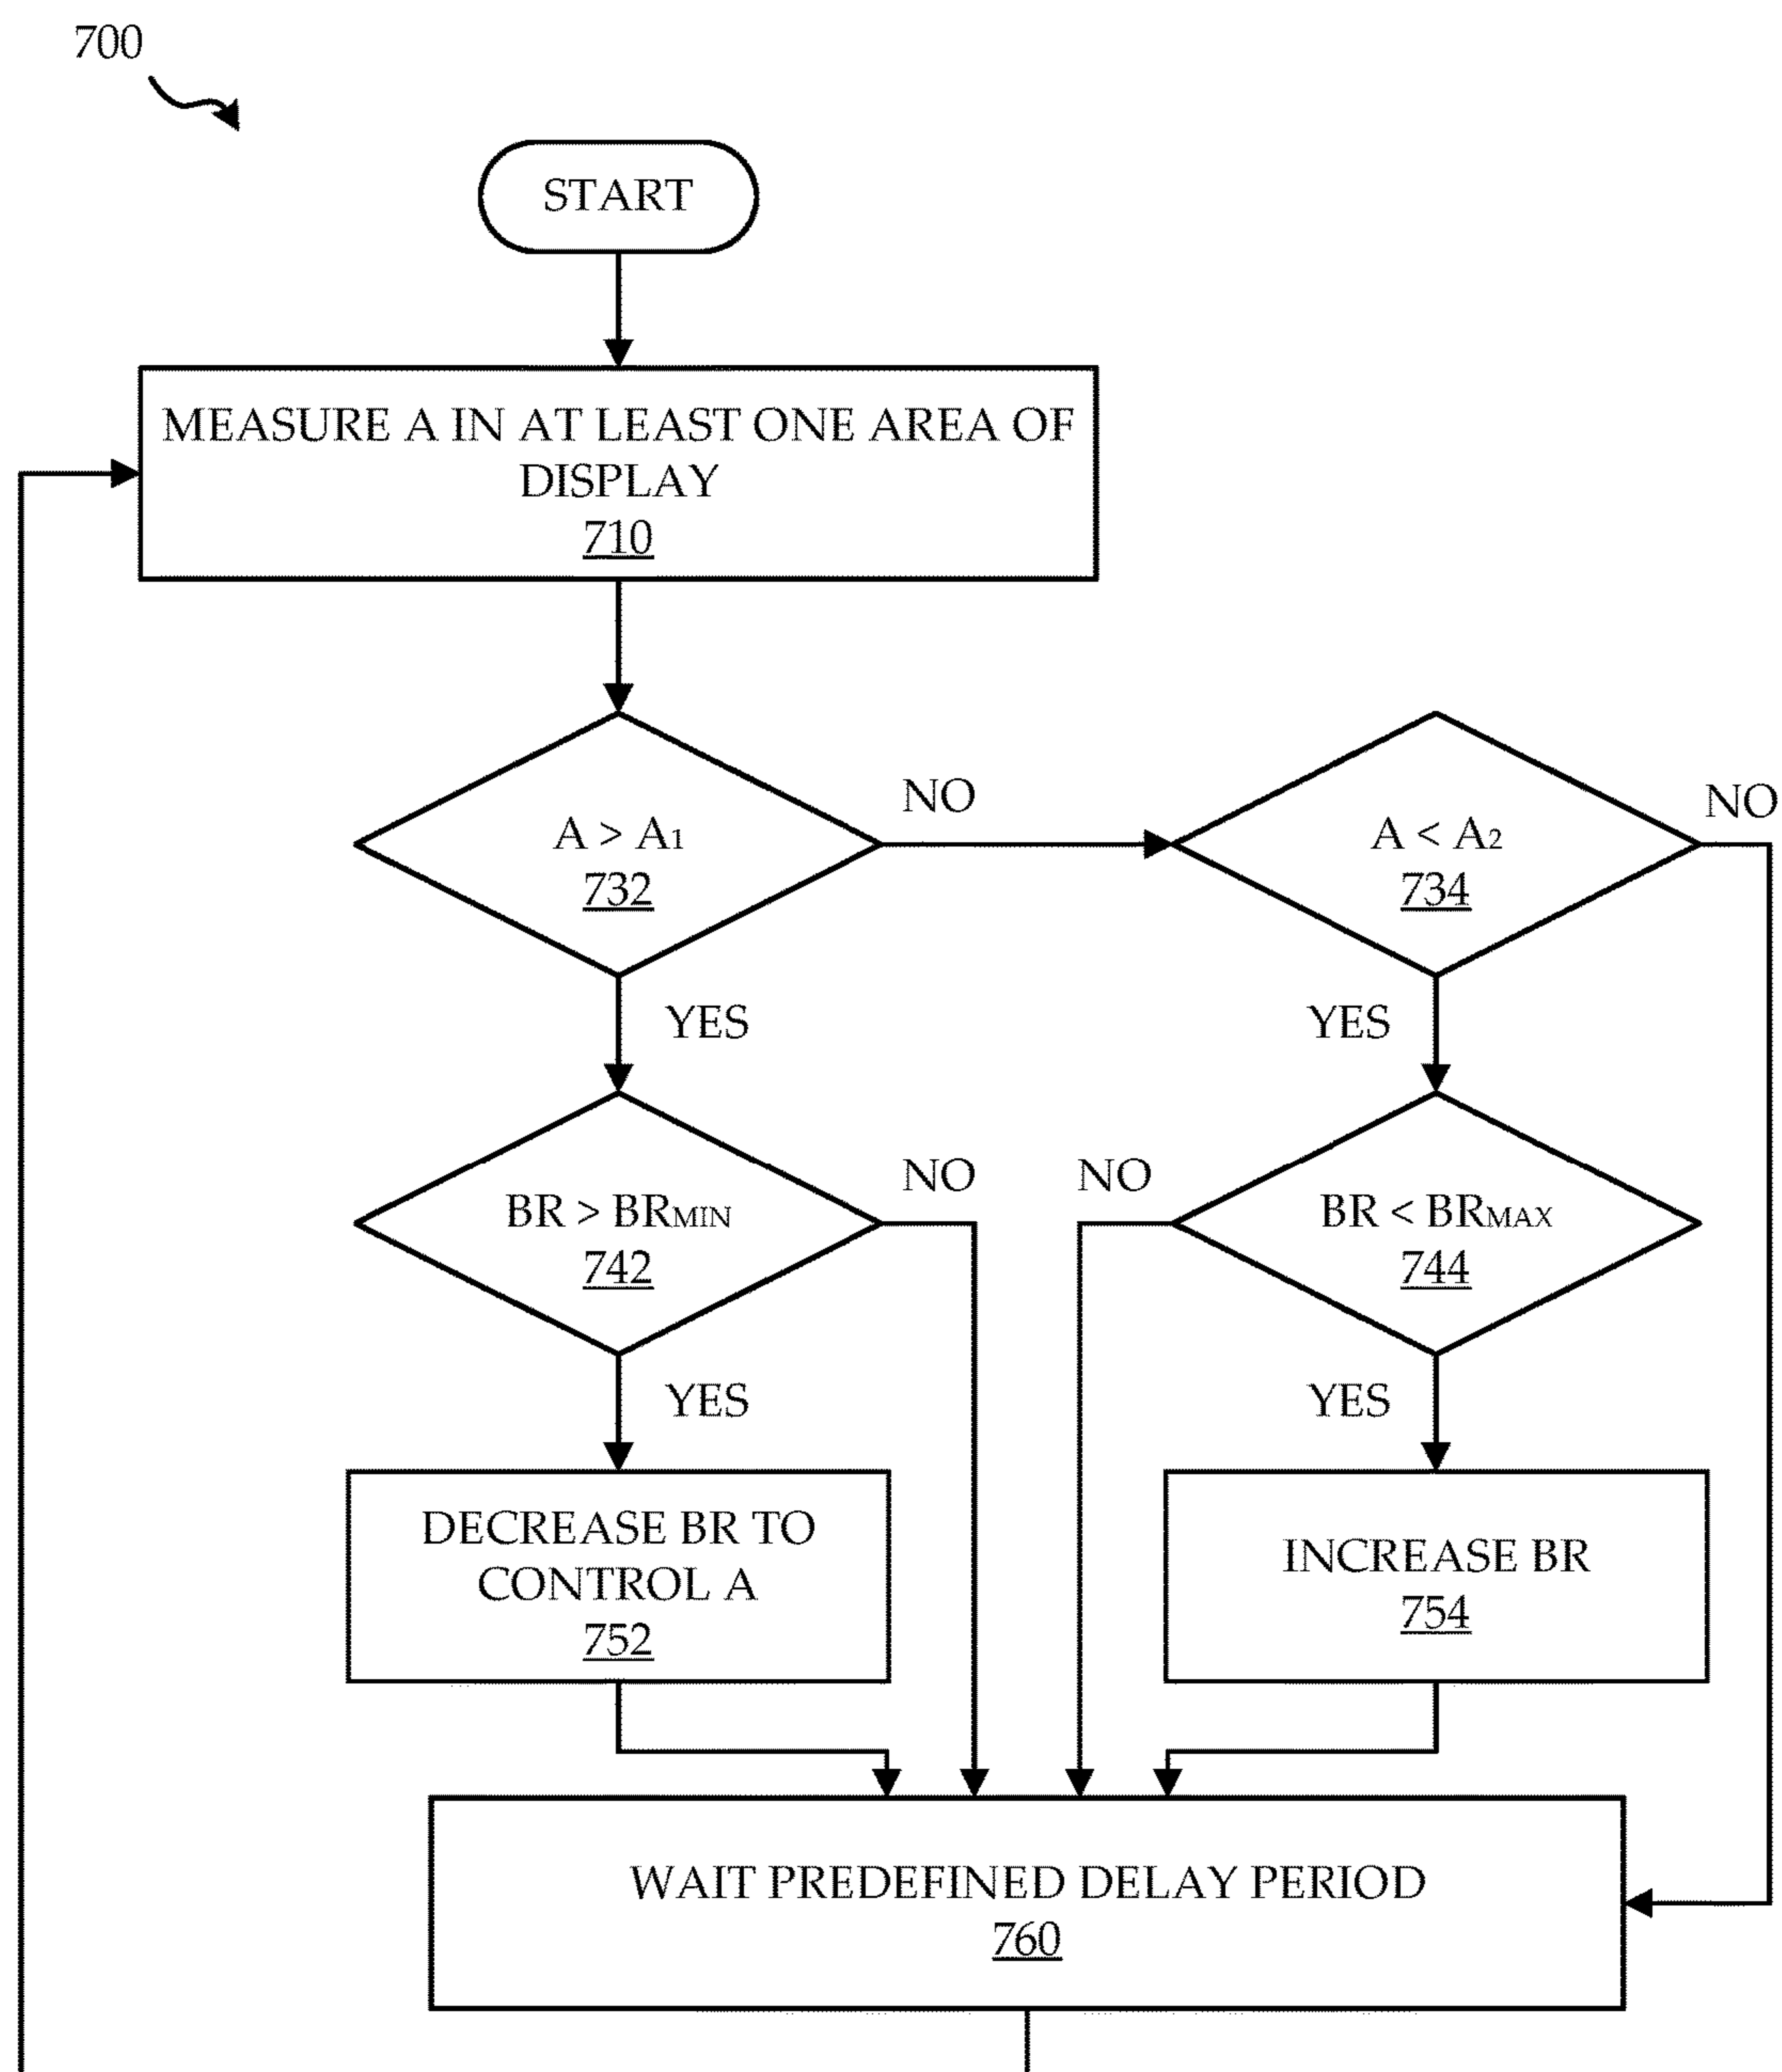 700
START
MEASURE A IN AT LEAST ONE AREA OF
DISPLAY
710
A > A1
732
NO
A < A2
734
NO
YES
YES
BR > BRMIN
742
NO
NO
BR < BRMAX
744
YES
YES
DECREASE BR TO
CONTROL A
752
INCREASE BR
754
WAIT PREDEFINED DELAY PERIOD
760